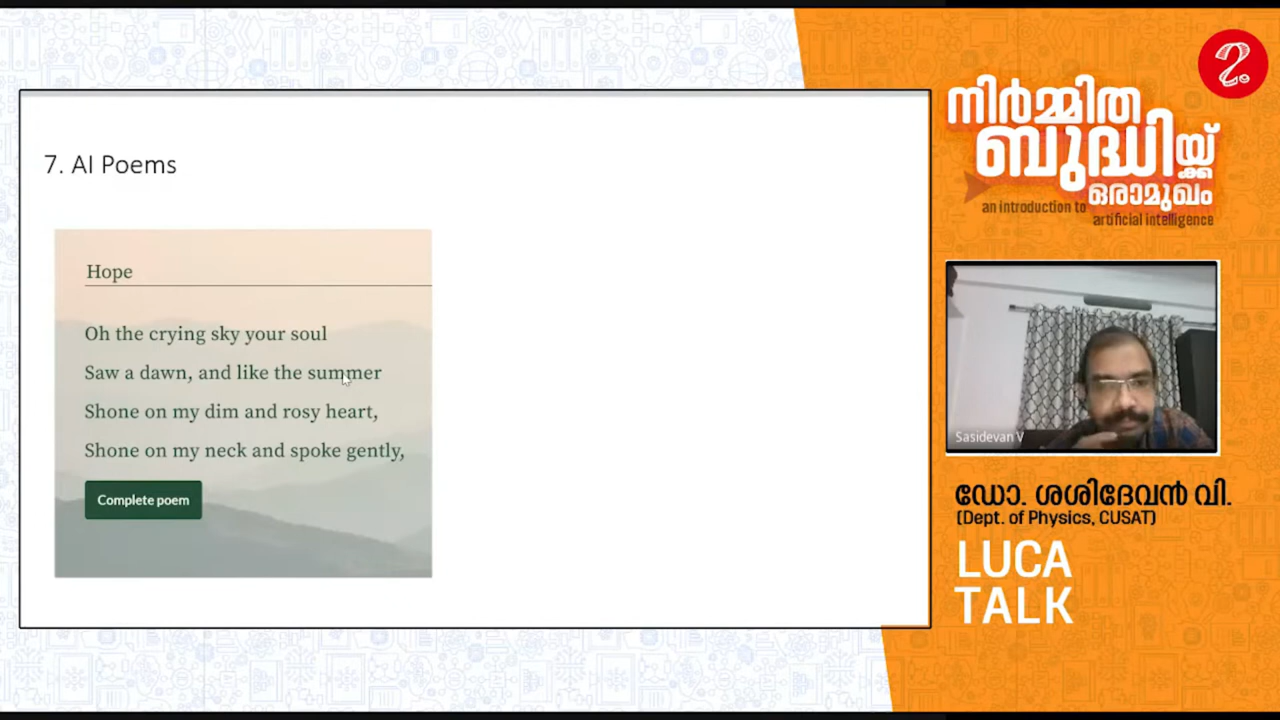 7. AI Poems
Hope
Oh the crying sky your soul
Saw a dawn, and like the summer
Shone on my dim and rosy heart,
Shone on my neck and spoke gently,
Complete poem
നിർമ്മിത
ബുദ്ധിയ്ക്ക്
ഒരാമുഖം
an introduction to
artificial intelligence
Sasidevan V
ഡോ. ശശിദേവൻ വി.
(Dept. of Physics, CUSAT)
LUCA
TALK